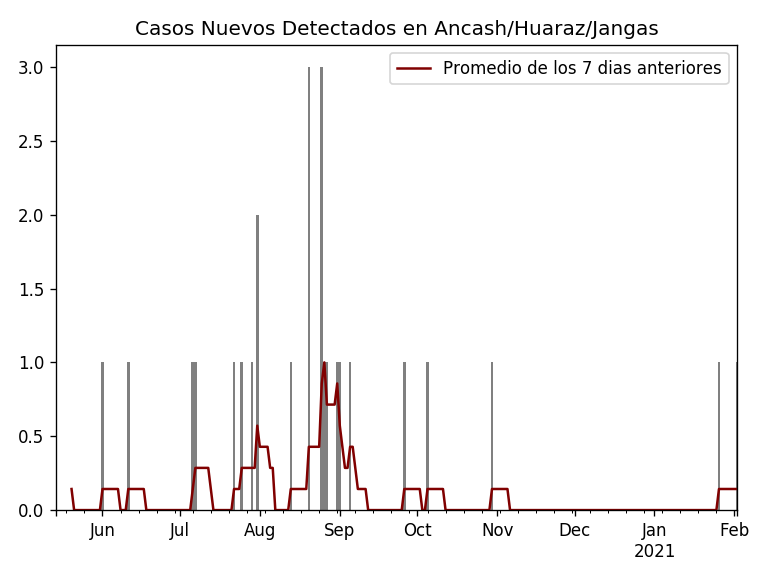 Casos Nuevos Detectados en Ancash/Huaraz/Jangas
Promedio de los 7 dias anteriores
3.0
2.5
2.0
1.5
1.0
0.5
0.0
Jun Jul Aug Sep Oct Nov Dec Jan Feb
2021